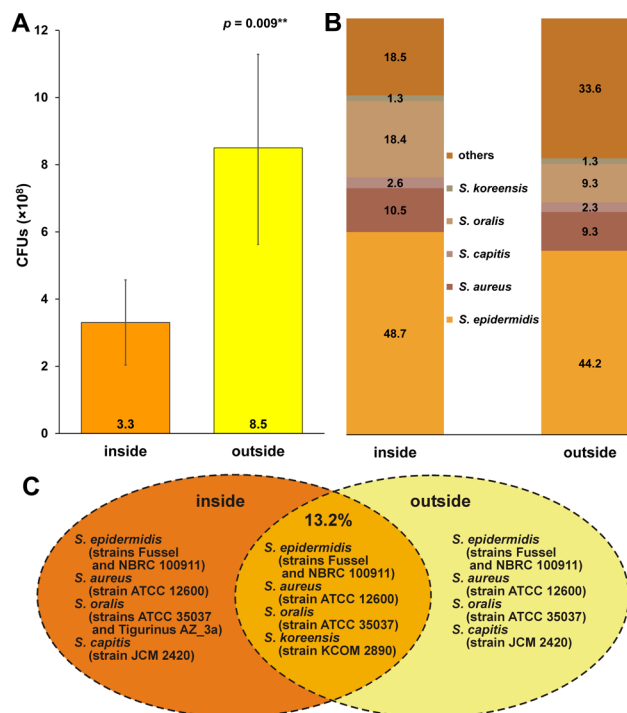 A
p = 0.009**
12
10
8
6
4
2
0
CFUs (×10⁸)
3.3
8.5
inside
outside
B
18.5
1.3
18.4
2.6
10.5
48.7
others
S. koreensis
S. oralis
S. capitis
S. aureus
S. epidermidis
33.6
1.3
9.3
2.3
9.3
44.2
inside
outside
C
inside
S. epidermidis
(strains Fussel
and NBRC 100911)
S. aureus
(strain ATCC 12600)
S. oralis
(strains ATCC 35037
and Tigurinus AZ_3a)
S. capitis
(strain JCM 2420)
13.2%
S. epidermidis
(strains Fussel
and NBRC 100911)
S. aureus
(strain ATCC 12600)
S. oralis
(strain ATCC 35037)
S. koreensis
(strain KCOM 2890)
outside
S. epidermidis
(strains Fussel
and NBRC 100911)
S. aureus
(strain ATCC 12600)
S. oralis
(strain ATCC 35037)
S. capitis
(strain JCM 2420)